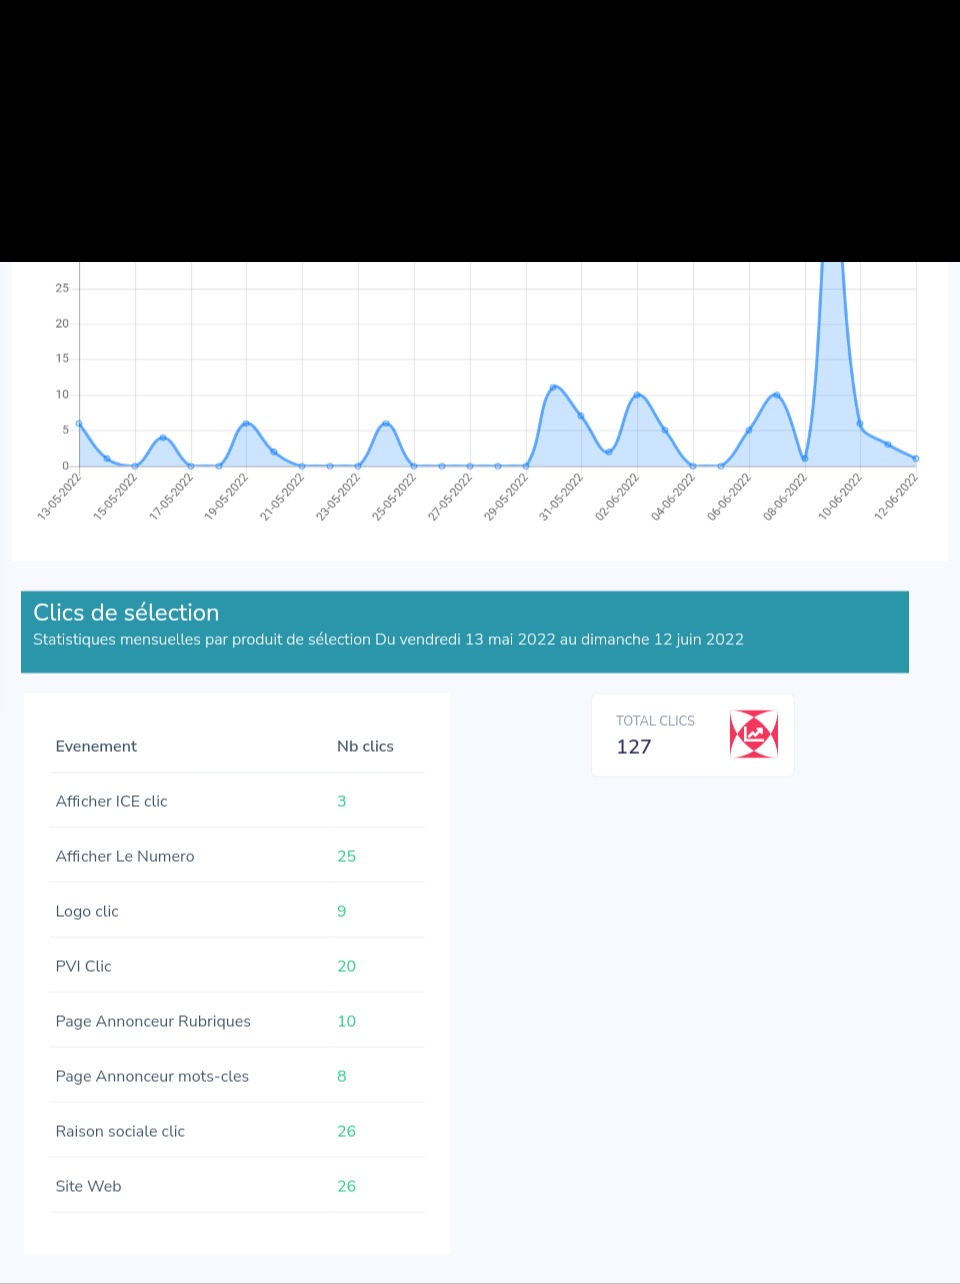 25
20
15
10
5
0
13-05-2022 15-05-2022 17-05-2022 19-05-2022 21-05-2022 23-05-2022 25-05-2022 27-05-2022 29-05-2022 31-05-2022 02-06-2022 04-06-2022 06-06-2022 08-06-2022 10-06-2022 12-06-2022
Clics de sélection
Statistiques mensuelles par produit de sélection Du vendredi 13 mai 2022 au dimanche 12 juin 2022
TOTAL CLICS
127
Evenement Nb clics
Afficher ICE clic 3
Afficher Le Numero 25
Logo clic 9
PVI Clic 20
Page Annonceur Rubriques 10
Page Annonceur mots-cles 8
Raison sociale clic 26
Site Web 26